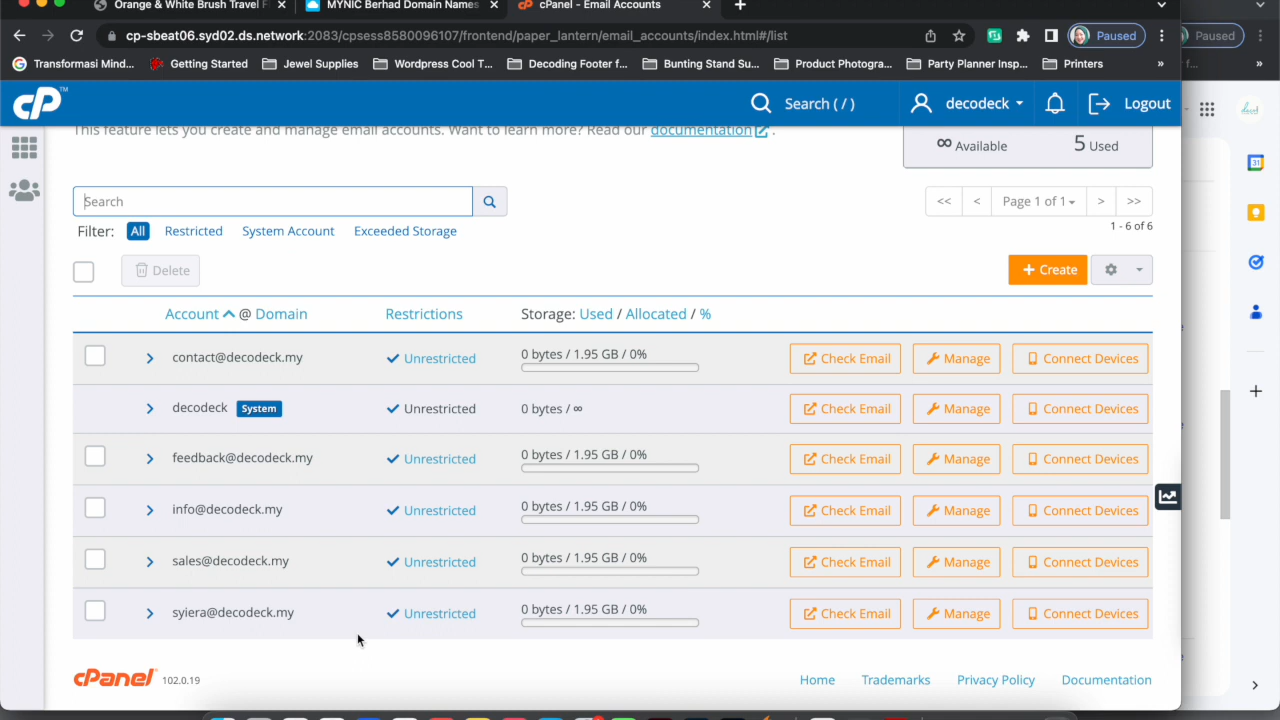 Orange & White Brush Travel F
MYNIC Berhad Domain Names
cPanel - Email Accounts
cp-sbeat06.syd02.ds.network:2083/cpsess8580096107/frontend/paper_lantern/email_accounts/index.html#/list
Paused
Paused
Transformasi Mind...
Getting Started
Jewel Supplies
Wordpress Cool T...
Decoding Footer f...
Bunting Stand Su...
Product Photogra...
Party Planner Insp...
Printers
»
cP™
Search ( / )
decodeck
Logout
This feature lets you create and manage email accounts. Want to learn more? Read our documentation.
∞ Available
5 Used
Search
<< < Page 1 of 1 > >>
Filter: All Restricted System Account Exceeded Storage
1 - 6 of 6
Delete
+ Create
Account @ Domain Restrictions Storage: Used / Allocated / %
contact@decodeck.my Unrestricted 0 bytes / 1.95 GB / 0% Check Email Manage Connect Devices
decodeck System Unrestricted 0 bytes / ∞ Check Email Manage Connect Devices
feedback@decodeck.my Unrestricted 0 bytes / 1.95 GB / 0% Check Email Manage Connect Devices
info@decodeck.my Unrestricted 0 bytes / 1.95 GB / 0% Check Email Manage Connect Devices
sales@decodeck.my Unrestricted 0 bytes / 1.95 GB / 0% Check Email Manage Connect Devices
syiera@decodeck.my Unrestricted 0 bytes / 1.95 GB / 0% Check Email Manage Connect Devices
cPanel 102.0.19
Home Trademarks Privacy Policy Documentation
31